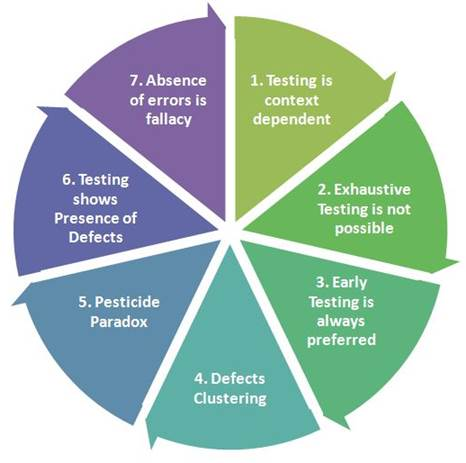 1. Testing is
context
dependent
2. Exhaustive
Testing is not
possible
3. Early
Testing is
always
preferred
4. Defects
Clustering
5. Pesticide
Paradox
6. Testing
shows
Presence of
Defects
7. Absence
of errors is
fallacy